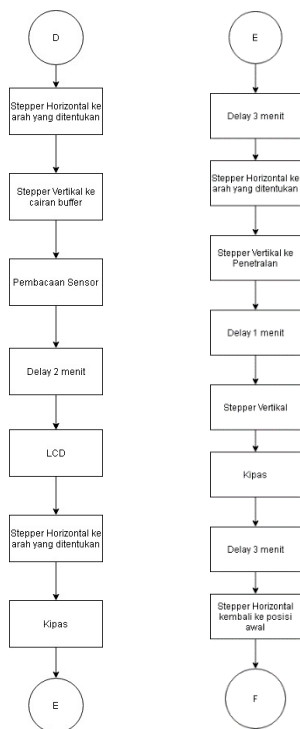 D
Stepper Horizontal ke
arah yang ditentukan
Stepper Vertikal ke
cairan buffer
Pembacaan Sensor
Delay 2 menit
LCD
Stepper Horizontal ke
arah yang ditentukan
Kipas
E
E
Delay 3 menit
Stepper Horizontal ke
arah yang ditentukan
Stepper Vertikal ke
Penetralan
Delay 1 menit
Stepper Vertikal
Kipas
Delay 3 menit
Stepper Horizontal
kembali ke posisi
awal
F